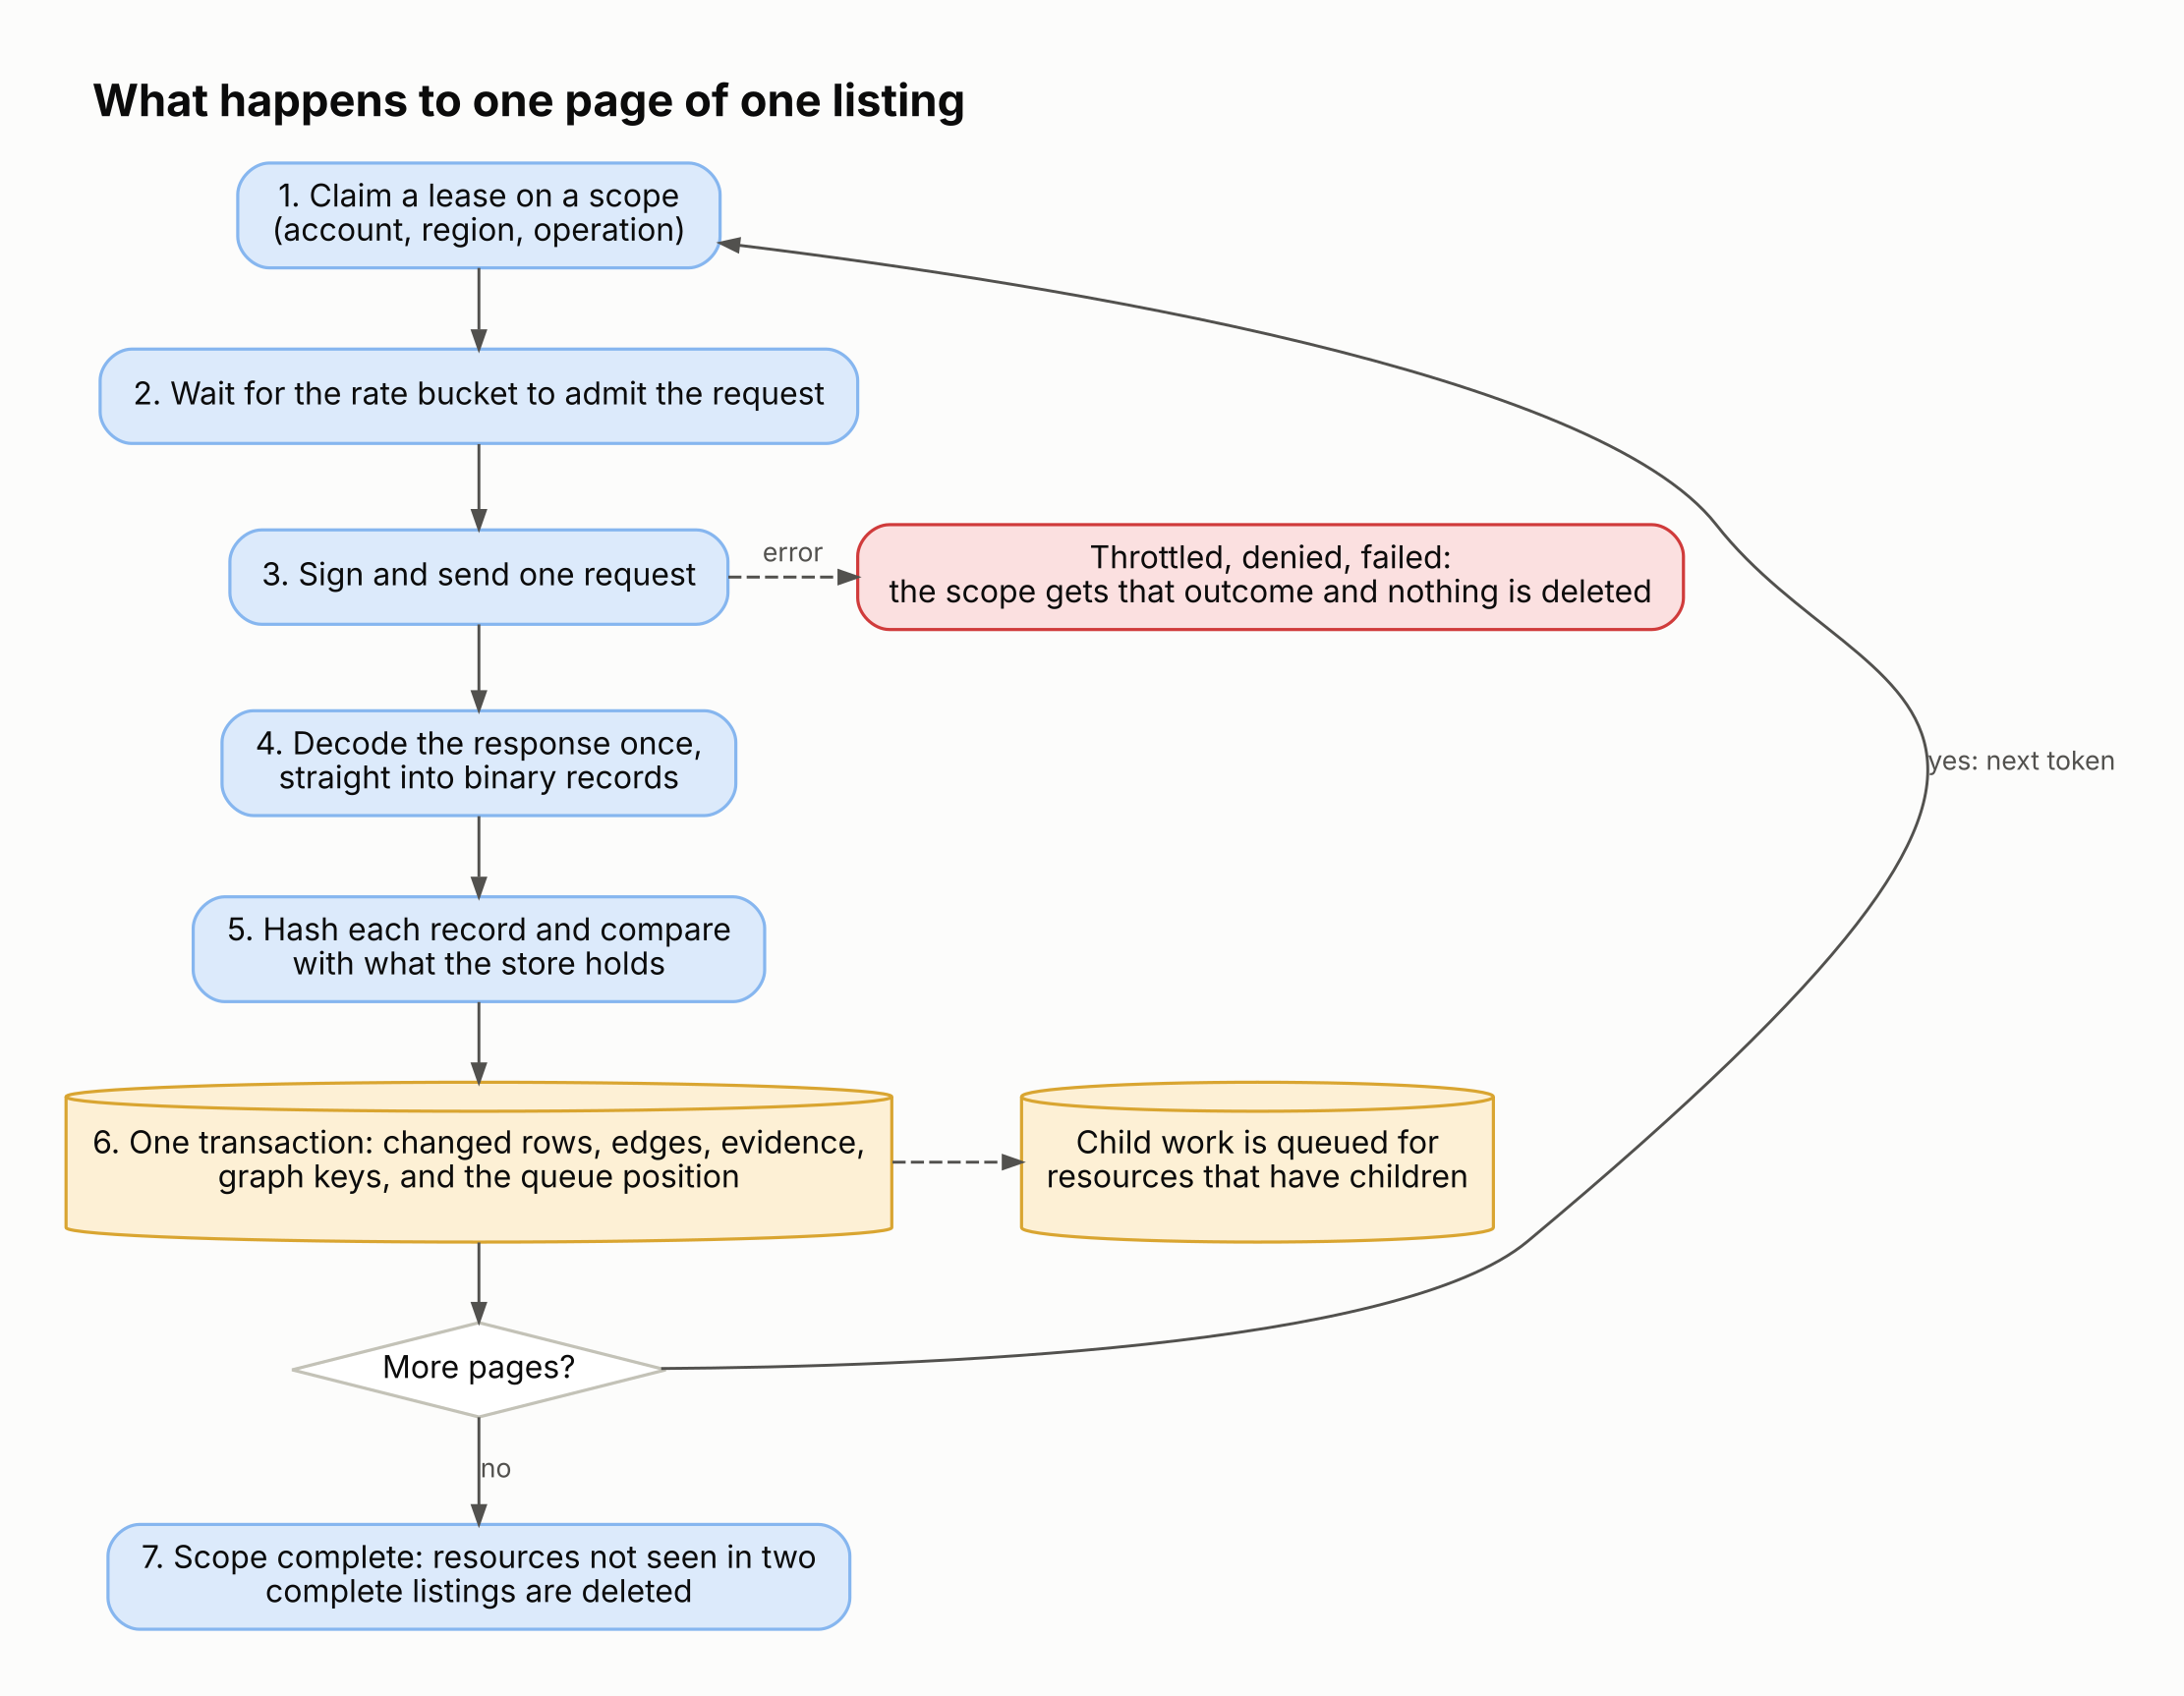 What happens to one page of one listing
1. Claim a lease on a scope
(account, region, operation)
2. Wait for the rate bucket to admit the request
3. Sign and send one request
error
Throttled, denied, failed:
the scope gets that outcome and nothing is deleted
4. Decode the response once,
straight into binary records
yes: next token
5. Hash each record and compare
with what the store holds
6. One transaction: changed rows, edges, evidence,
graph keys, and the queue position
Child work is queued for
resources that have children
More pages?
no
7. Scope complete: resources not seen in two
complete listings are deleted